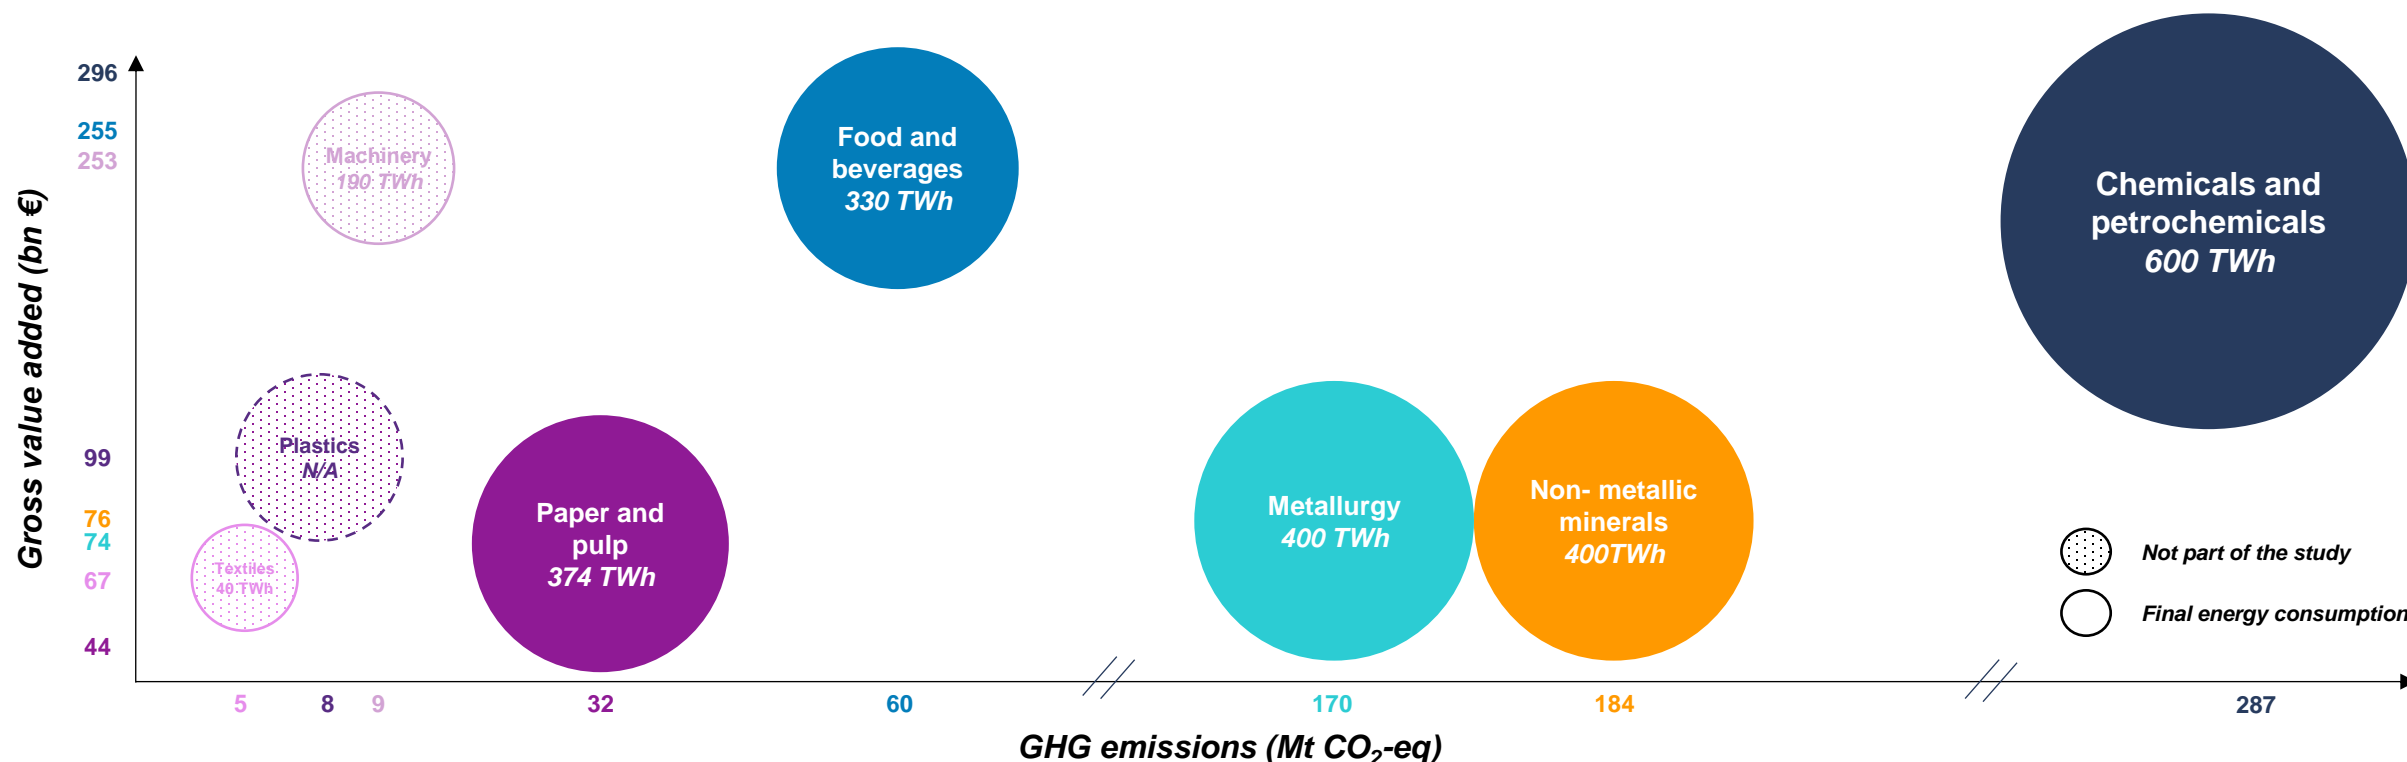 296
255
253
99
76
74
67
44
Gross value added (bn €)
Machinery
190 TWh
Food and
beverages
330 TWh
Chemicals and
petrochemicals
600 TWh
Plastics
N/A
Textiles
40 TWh
Paper and
pulp
374 TWh
Metallurgy
400 TWh
Non- metallic
minerals
400TWh
Not part of the study
Final energy consumption
5
8
9
32
60
170
184
287
GHG emissions (Mt CO₂-eq)